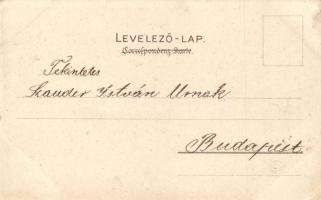 LEVELEZŐ-LAP.
Correspondenz-Karte.
Tekintetes
Szauder István Urnak
Budapest.